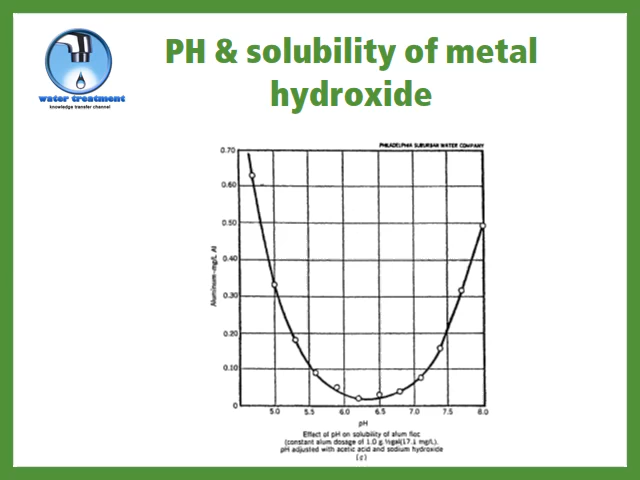 PH & solubility of metal
hydroxide
water treatment
knowledge transfer channel
PHILADELPHIA SUBURBAN WATER COMPANY
0.70
0.60
0.50
0.40
0.30
0.20
0.10
0
Aluminum-mg/L Al
5.0 5.5 6.0 6.5 7.0 7.5 8.0
pH
Effect of pH on solubility of alum floc
(constant alum dosage of 1.0 g.⅟gal(17.1 mg/L),
pH adjusted with acetic acid and sodium hydroxide
(c)